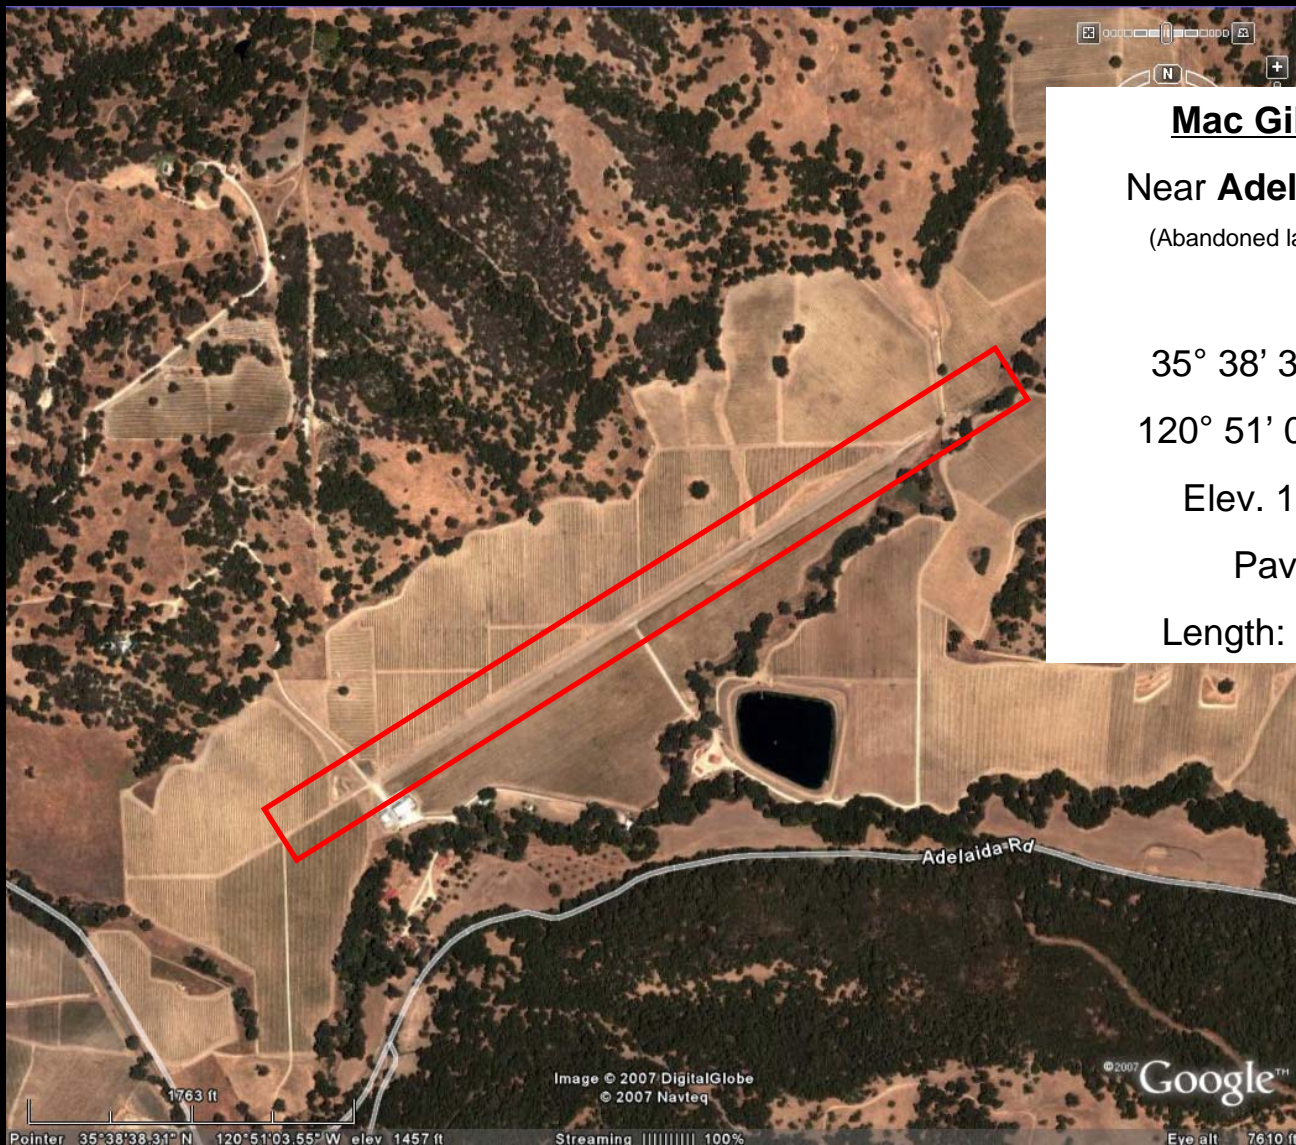 N
Mac Gil
Near Adel
(Abandoned la
35° 38’ 3
120° 51’ 0
Elev. 1
Pav
Length:
Adelaida Rd
1763 ft
Image © 2007 DigitalGlobe
© 2007 Navteq
©2007 Google™
Pointer 35°38'38.31" N 120°51'03.55" W elev 1457 ft Streaming |||||||||| 100% Eye alt 7610 ft